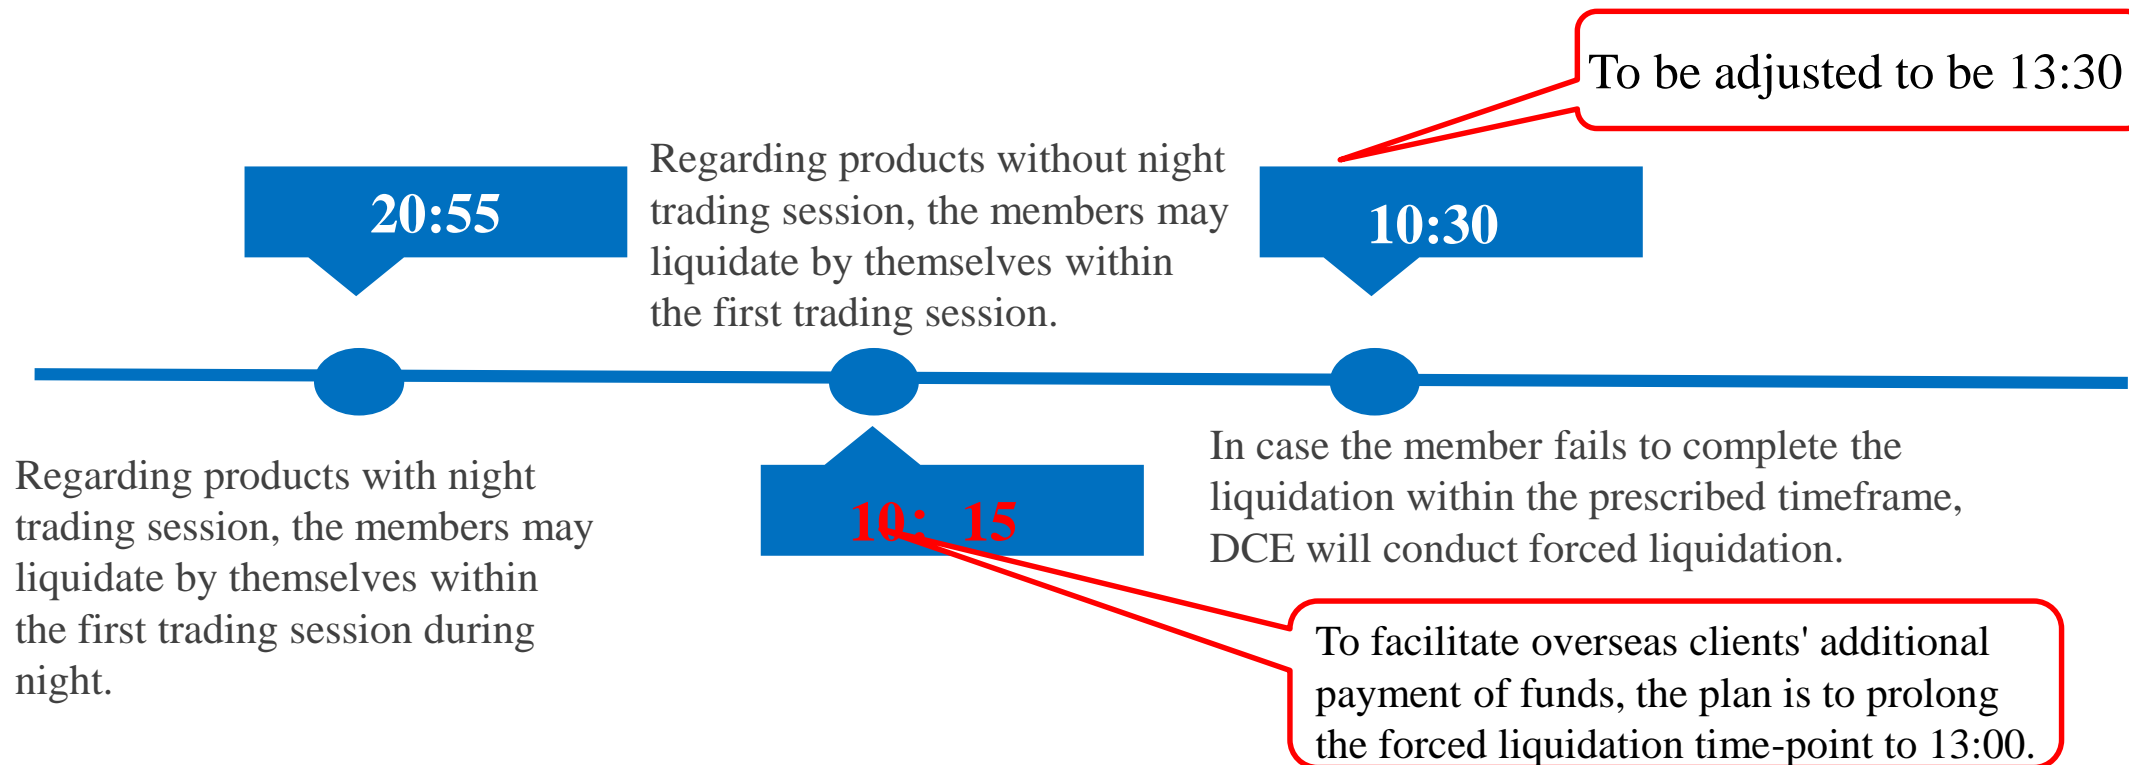 To be adjusted to be 13:30
20:55
Regarding products without night
trading session, the members may
liquidate by themselves within
the first trading session.
10:30
Regarding products with night
trading session, the members may
liquidate by themselves within
the first trading session during
night.
10： 15
In case the member fails to complete the
liquidation within the prescribed timeframe,
DCE will conduct forced liquidation.
To facilitate overseas clients' additional
payment of funds, the plan is to prolong
the forced liquidation time-point to 13:00.